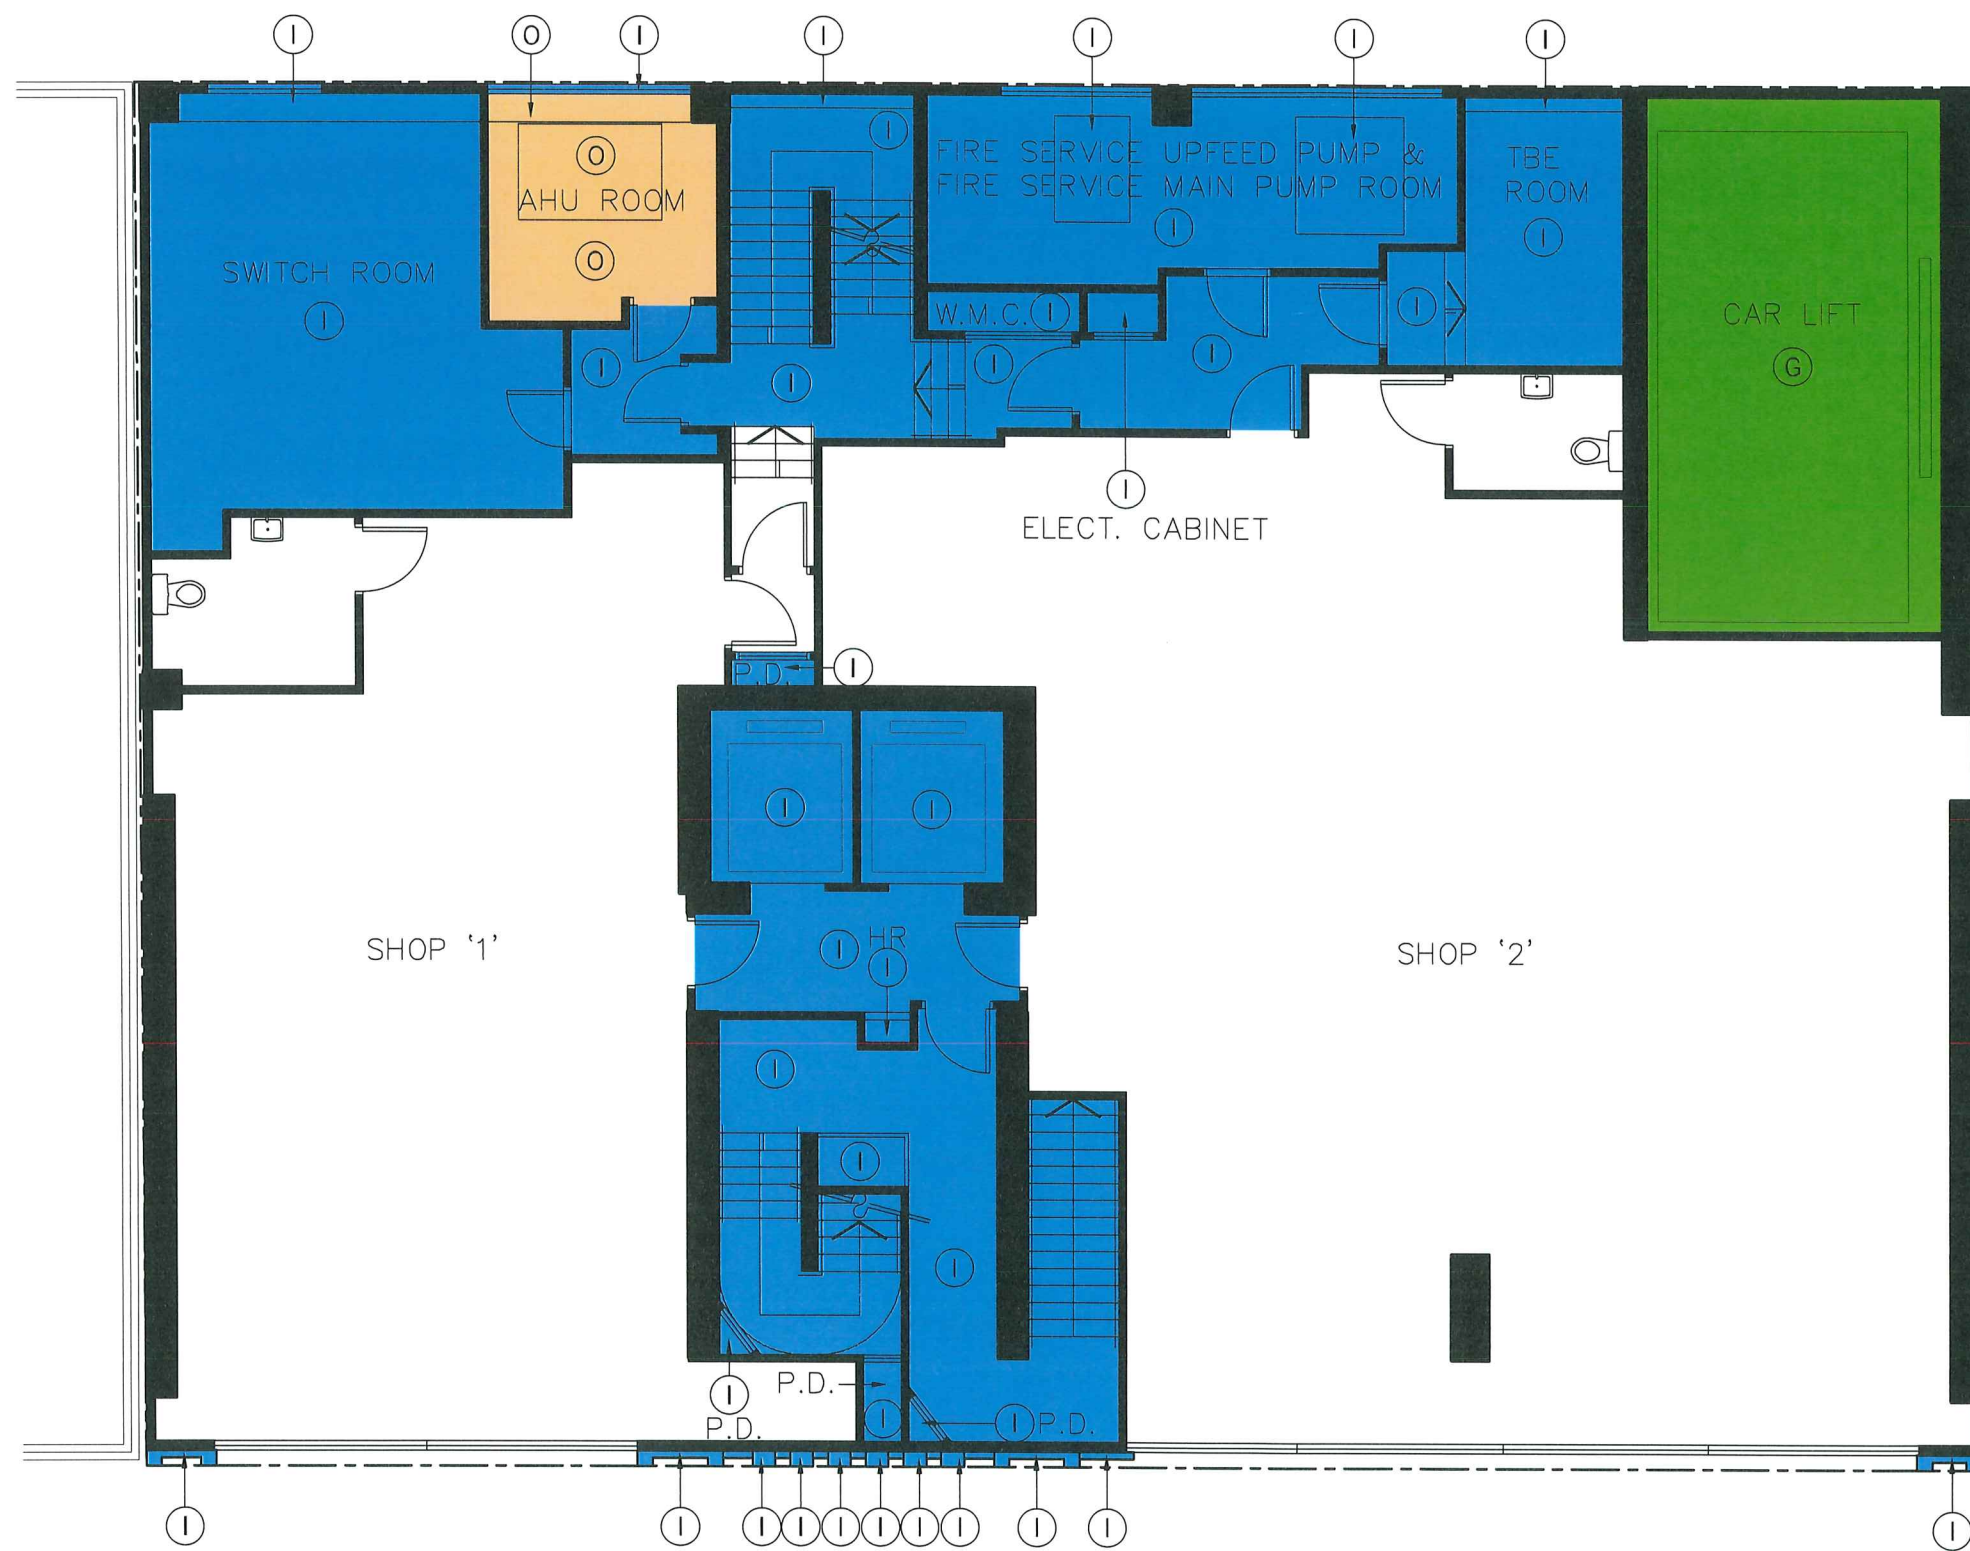 I O I I I I I
I
O
AHU ROOM
O
FIRE SERVICE UPFEED PUMP &
FIRE SERVICE MAIN PUMP ROOM
I
TBE
ROOM
I
SWITCH ROOM
I
W.M.C. I
I
CAR LIFT
G
I
I
I
I
I
ELECT. CABINET
P.D. I
I I
SHOP ‘1’
I HR
I
SHOP ‘2’
I
I
I
I
P.D.
P.D.
I
I P.D.
I I I I I I I I I I I